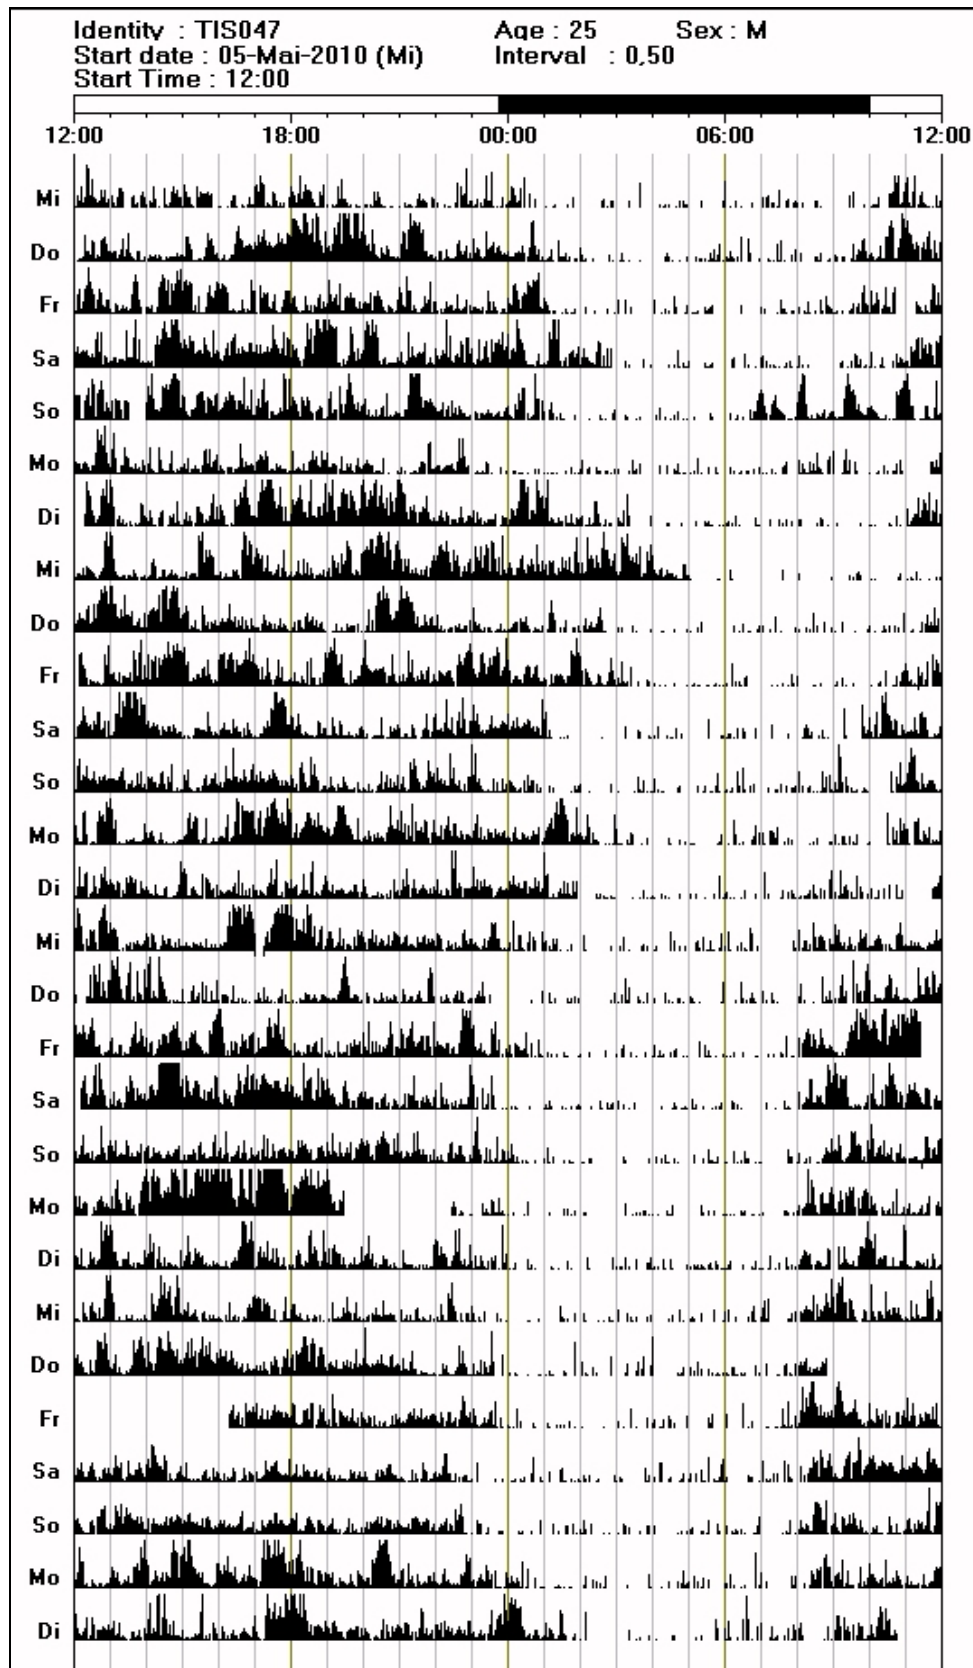 Identity : TIS047 Age : 25 Sex : M
Start date : 05-Mai-2010 (Mi) Interval : 0,50
Start Time : 12:00
12:00 18:00 00:00 06:00 12:00
Mi
Do
Fr
Sa
So
Mo
Di
Mi
Do
Fr
Sa
So
Mo
Di
Mi
Do
Fr
Sa
So
Mo
Di
Mi
Do
Fr
Sa
So
Mo
Di